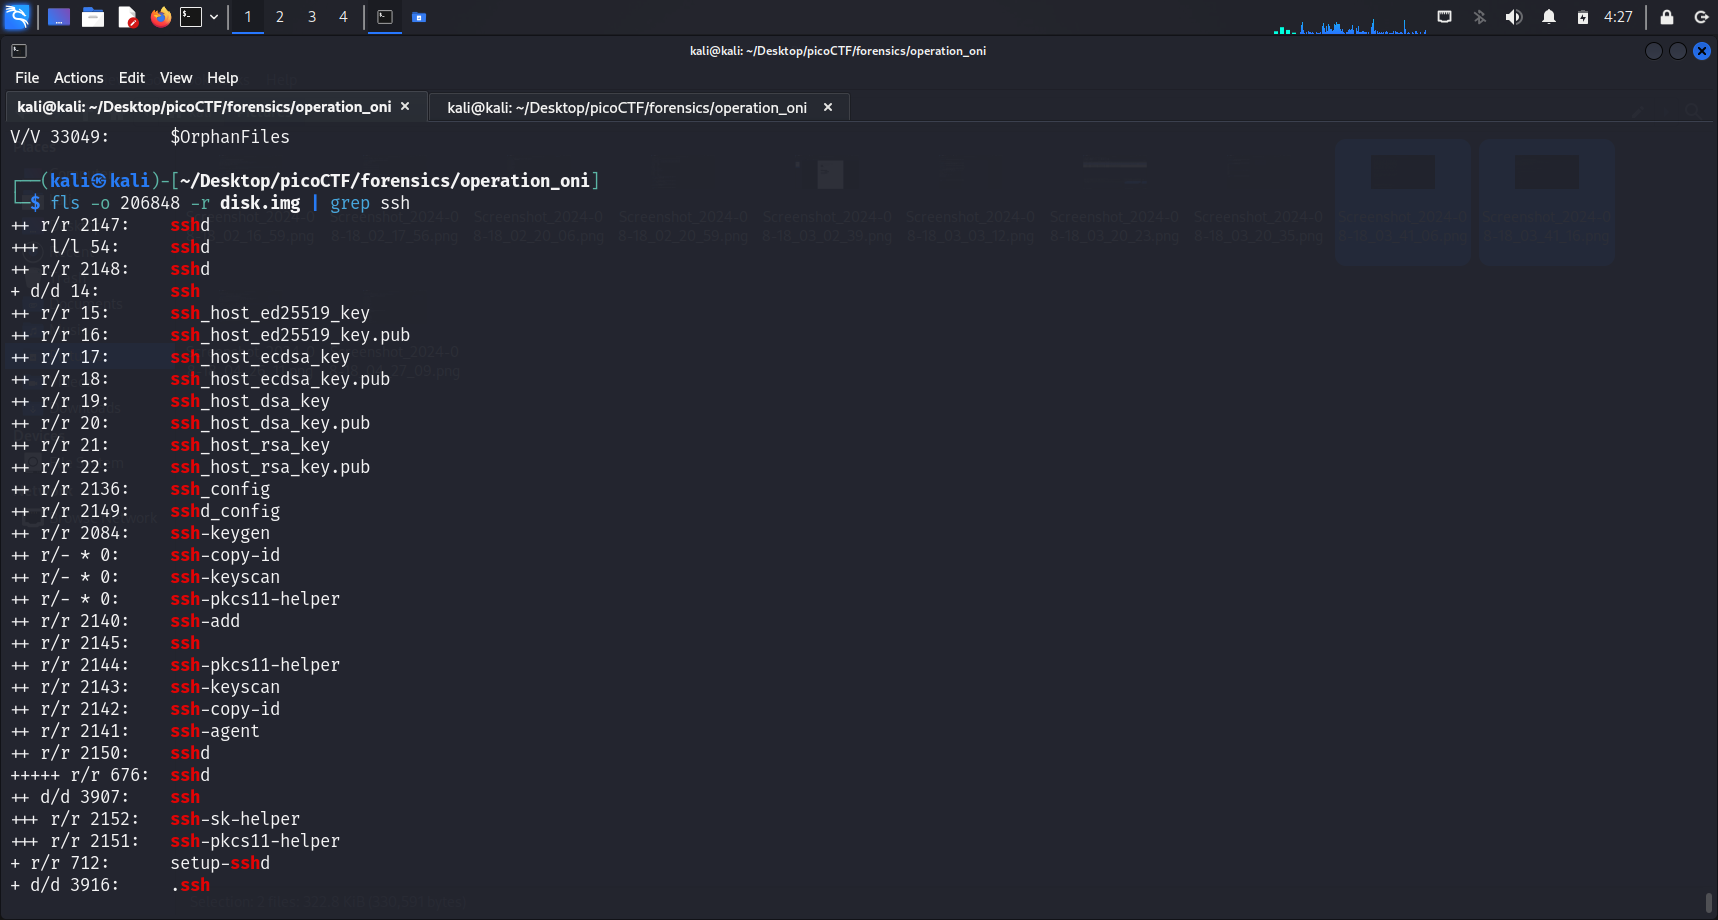 1 2 3 4 4:27
kali@kali: ~/Desktop/picoCTF/forensics/operation_oni
File Actions Edit View Help
kali@kali: ~/Desktop/picoCTF/forensics/operation_oni × kali@kali: ~/Desktop/picoCTF/forensics/operation_oni ×
V/V 33049: $OrphanFiles
┌──(kali㉿kali)-[~/Desktop/picoCTF/forensics/operation_oni]
└─$ fls -o 206848 -r disk.img | grep ssh
++ r/r 2147: sshd
+++ l/l 54: sshd
++ r/r 2148: sshd
+ d/d 14: ssh
++ r/r 15: ssh_host_ed25519_key
++ r/r 16: ssh_host_ed25519_key.pub
++ r/r 17: ssh_host_ecdsa_key
++ r/r 18: ssh_host_ecdsa_key.pub
++ r/r 19: ssh_host_dsa_key
++ r/r 20: ssh_host_dsa_key.pub
++ r/r 21: ssh_host_rsa_key
++ r/r 22: ssh_host_rsa_key.pub
++ r/r 2136: ssh_config
++ r/r 2149: sshd_config
++ r/r 2084: ssh-keygen
++ r/- * 0: ssh-copy-id
++ r/- * 0: ssh-keyscan
++ r/- * 0: ssh-pkcs11-helper
++ r/r 2140: ssh-add
++ r/r 2145: ssh
++ r/r 2144: ssh-pkcs11-helper
++ r/r 2143: ssh-keyscan
++ r/r 2142: ssh-copy-id
++ r/r 2141: ssh-agent
++ r/r 2150: sshd
+++++ r/r 676: sshd
++ d/d 3907: ssh
+++ r/r 2152: ssh-sk-helper
+++ r/r 2151: ssh-pkcs11-helper
+ r/r 712: setup-sshd
+ d/d 3916: .ssh